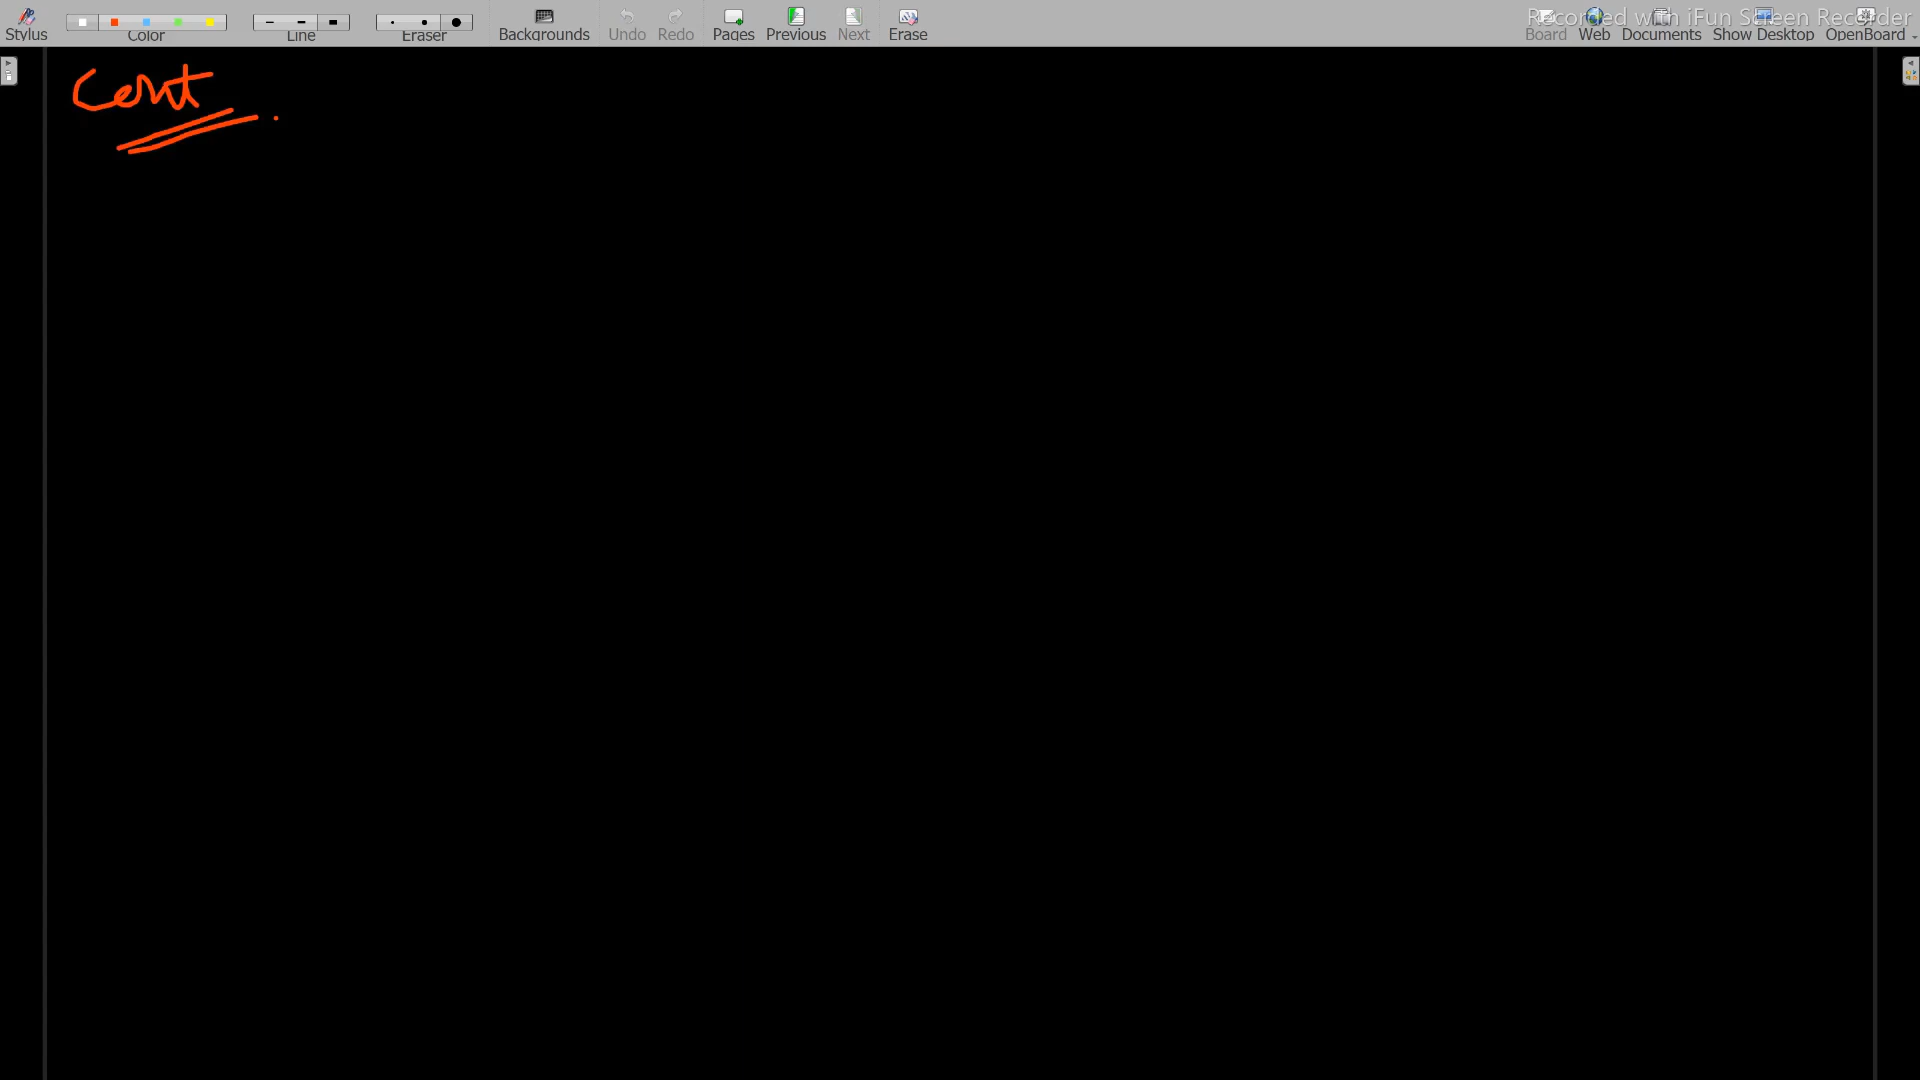 Recorded with iFun Screen Recorder
Stylus Color Line Eraser Backgrounds Undo Redo Pages Previous Next Erase Board Web Documents Show Desktop OpenBoard
Cont